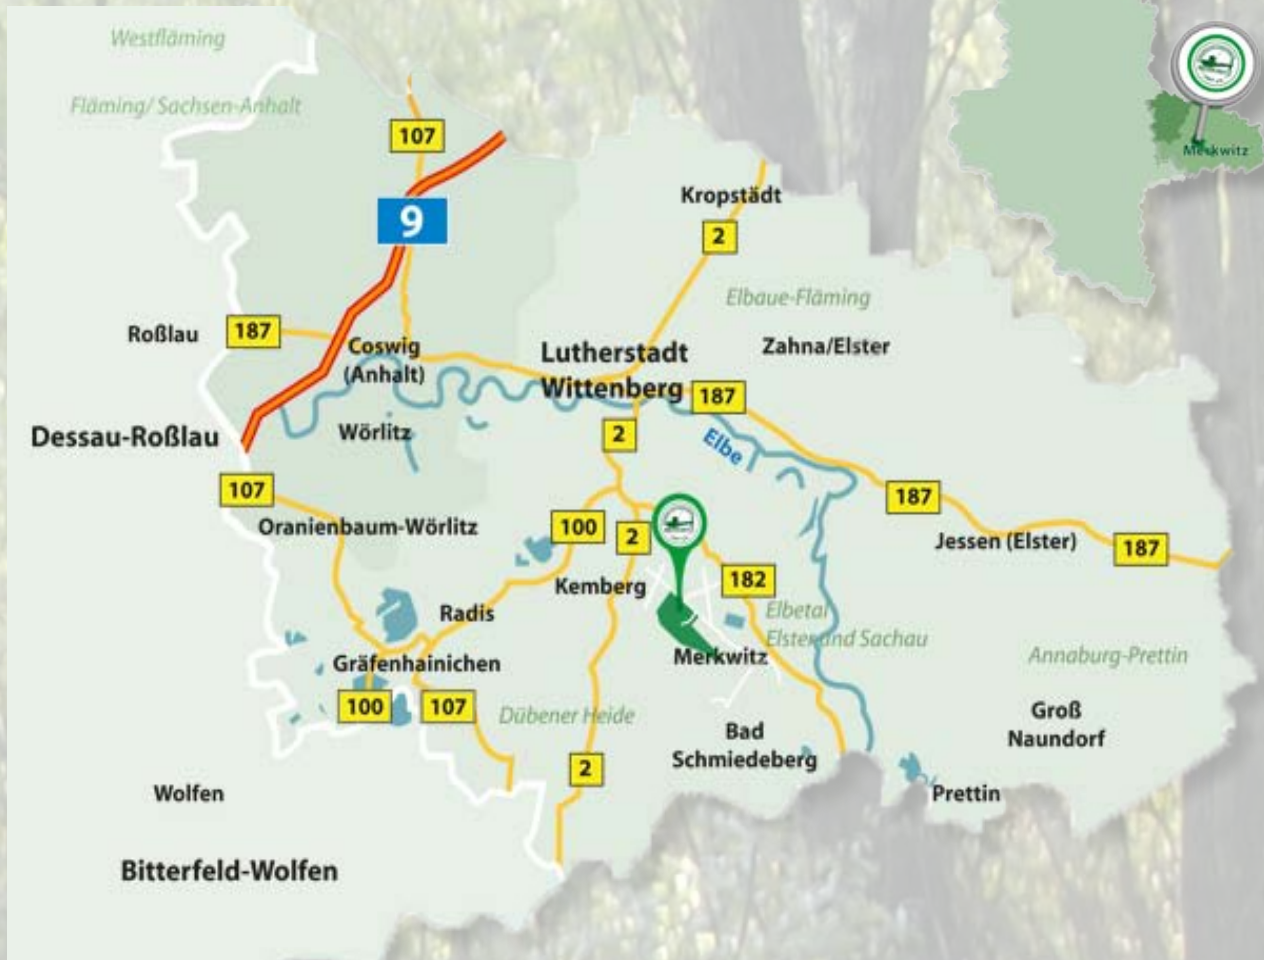 Westfläming
Fläming/ Sachsen-Anhalt
107
9
Merkwitz
Kropstädt
2
Elbaue-Fläming
Roßlau
187
Coswig
(Anhalt)
Lutherstadt
Wittenberg
Zahna/Elster
187
Dessau-Roßlau
Wörlitz
2
Elbe
107
187
Oranienbaum-Wörlitz
100
2
Jessen (Elster)
187
Kemberg
182
Radis
Elbetal
Elster und Sachau
Merkwitz
Gräfenhainichen
Annaburg-Prettin
100
107
Dübener Heide
Groß
Naundorf
Bad
Schmiedeberg
2
Wolfen
Prettin
Bitterfeld-Wolfen